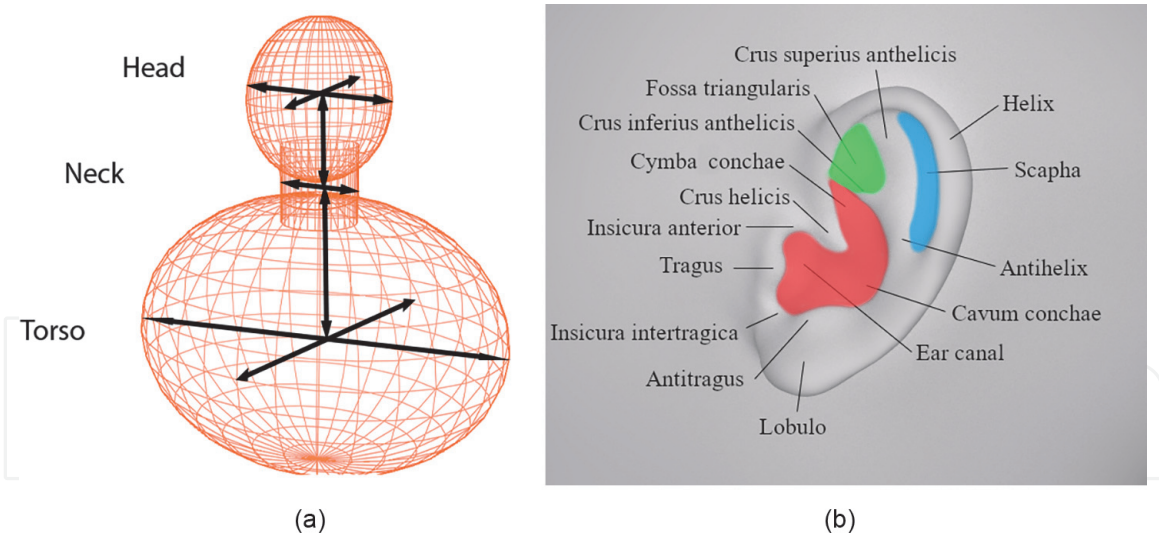 Head
Neck
Torso
(a)
Crus superius anthelicis
Fossa triangularis
Crus inferius anthelicis
Cymba conchae
Crus helicis
Insicura anterior
Tragus
Insicura intertragica
Antitragus
Lobulo
Helix
Scapha
Antihelix
Cavum conchae
Ear canal
(b)